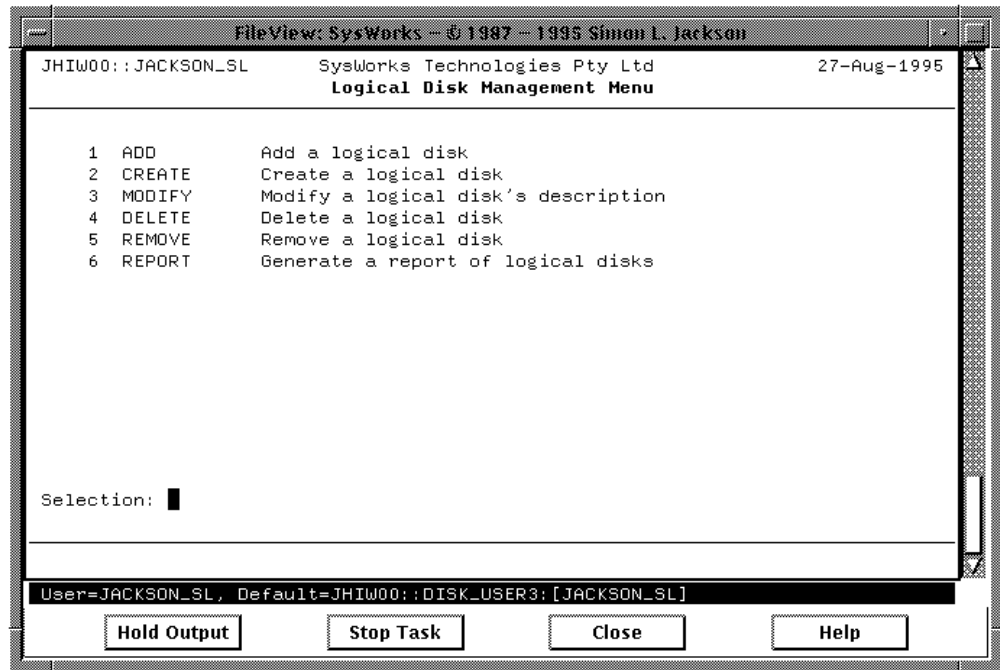 FileView: SysWorks – © 1987 – 1995 Simon L. Jackson
JHIW00::JACKSON_SL SysWorks Technologies Pty Ltd 27-Aug-1995
Logical Disk Management Menu
1 ADD Add a logical disk
2 CREATE Create a logical disk
3 MODIFY Modify a logical disk's description
4 DELETE Delete a logical disk
5 REMOVE Remove a logical disk
6 REPORT Generate a report of logical disks
Selection:
User=JACKSON_SL, Default=JHIW00::DISK_USER3:[JACKSON_SL]
Hold Output Stop Task Close Help